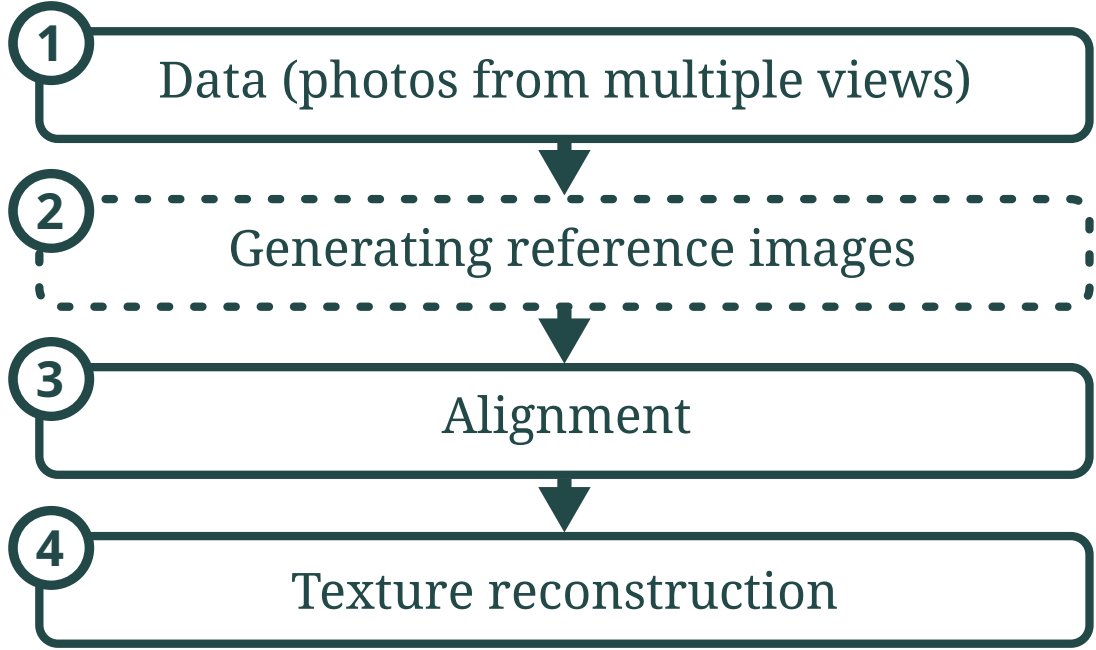 1
Data (photos from multiple views)
2
Generating reference images
3
Alignment
4
Texture reconstruction